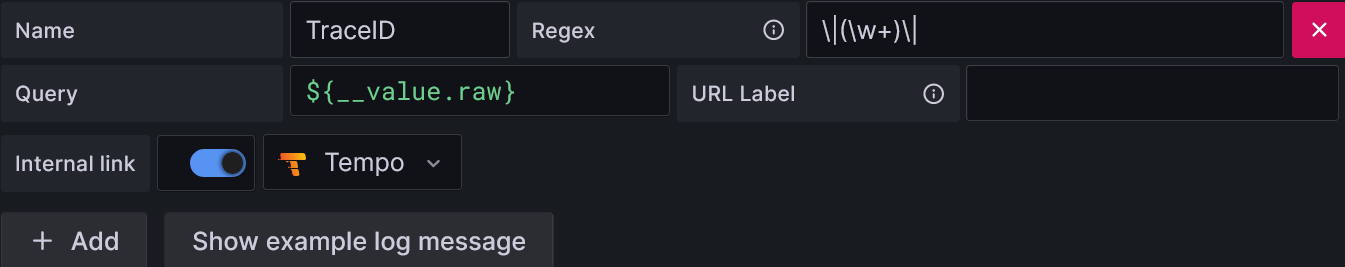 Name TraceID Regex \|(\w+)\|
Query ${__value.raw} URL Label
Internal link Tempo
+ Add Show example log message